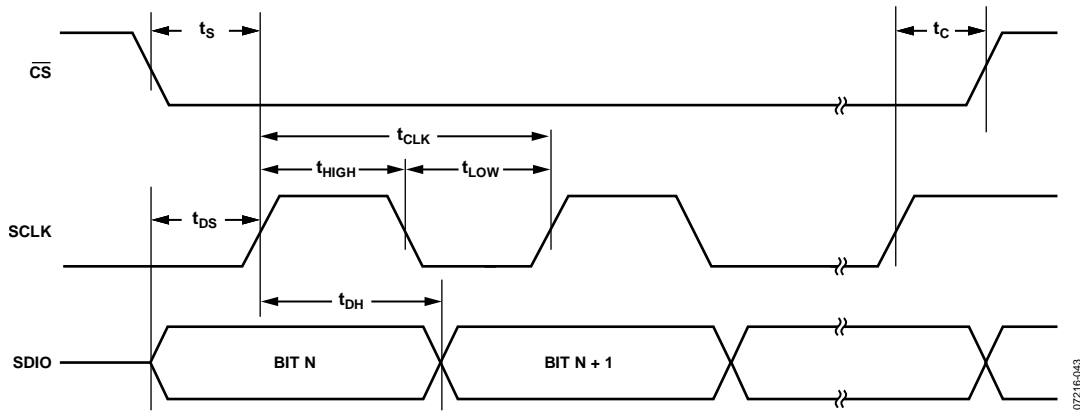 tS
tC
CS
tCLK
tHIGH
tLOW
tDS
SCLK
tDH
SDIO
BIT N
BIT N + 1
07216-043